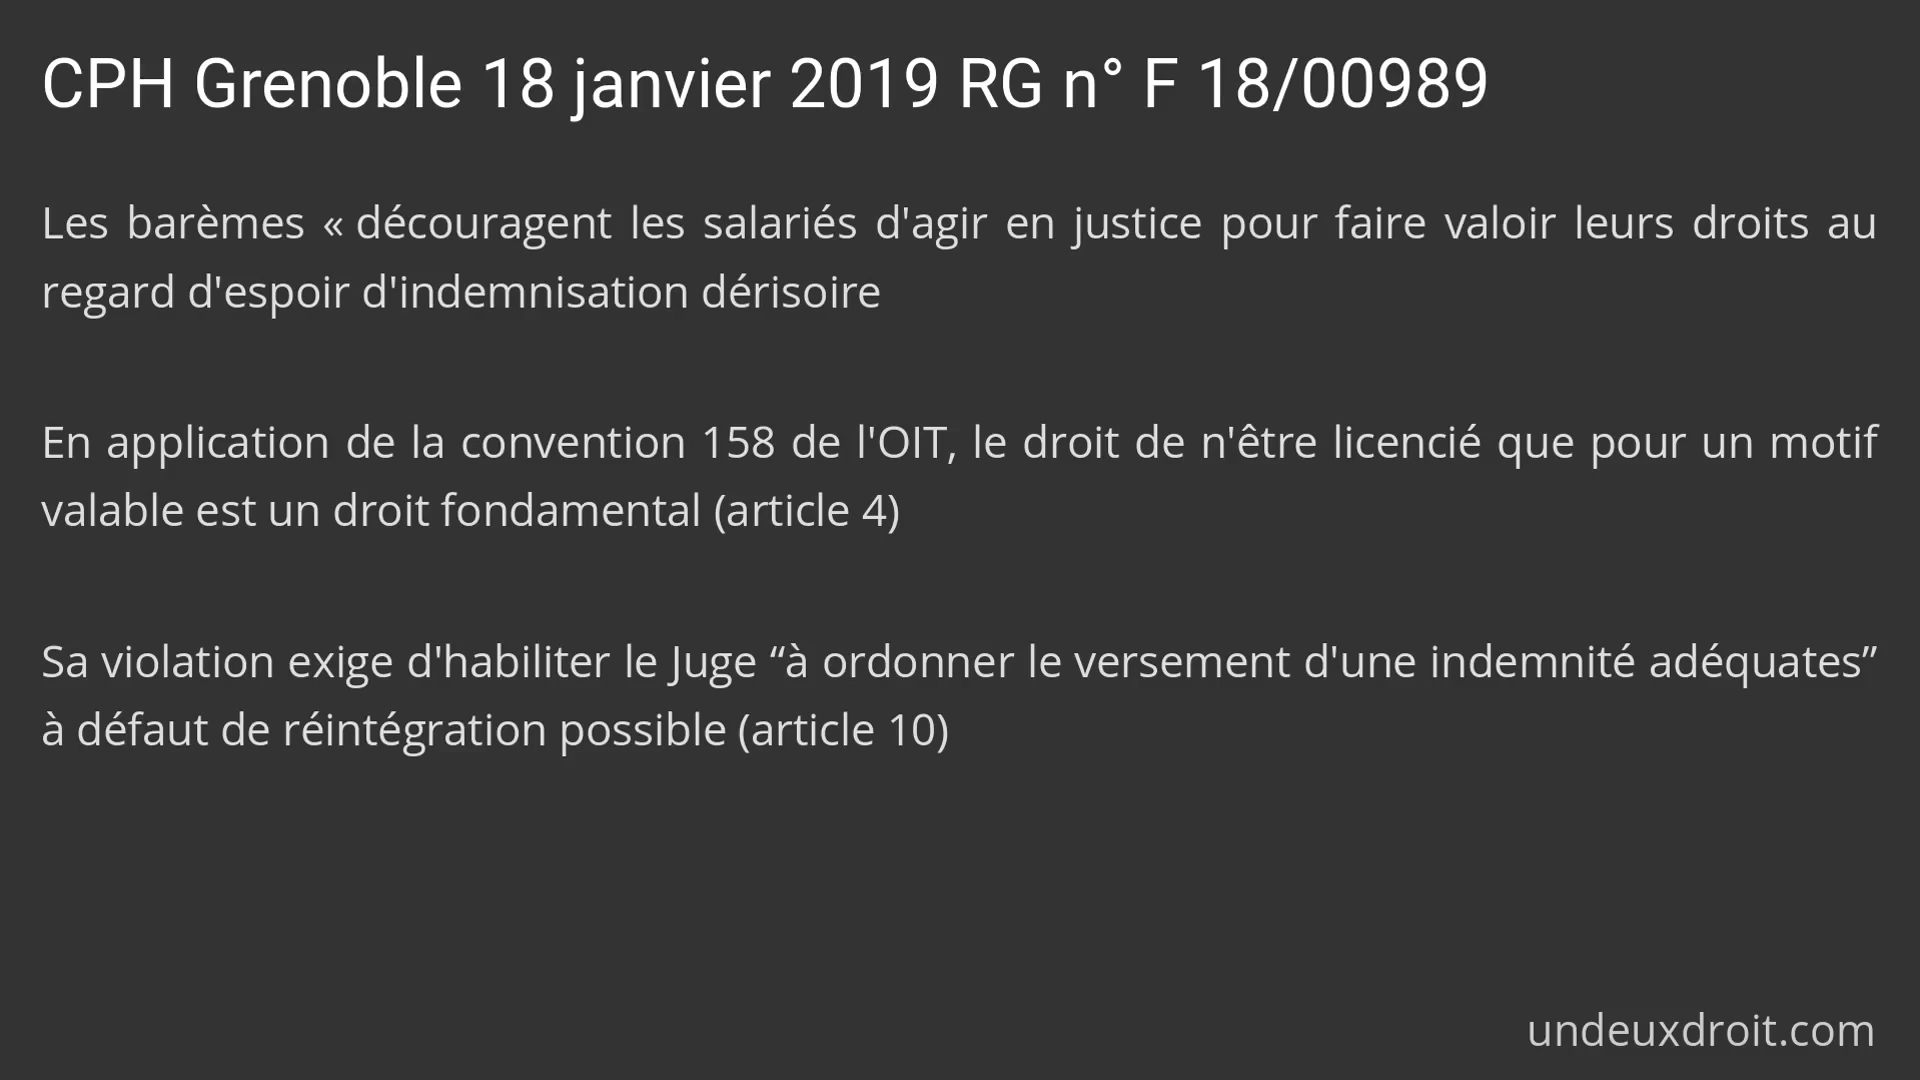 CPH Grenoble 18 janvier 2019 RG n° F 18/00989
Les barèmes « découragent les salariés d'agir en justice pour faire valoir leurs droits au
regard d'espoir d'indemnisation dérisoire
En application de la convention 158 de l'OIT, le droit de n'être licencié que pour un motif
valable est un droit fondamental (article 4)
Sa violation exige d'habiliter le Juge “à ordonner le versement d'une indemnité adéquates”
à défaut de réintégration possible (article 10)
undeuxdroit.com